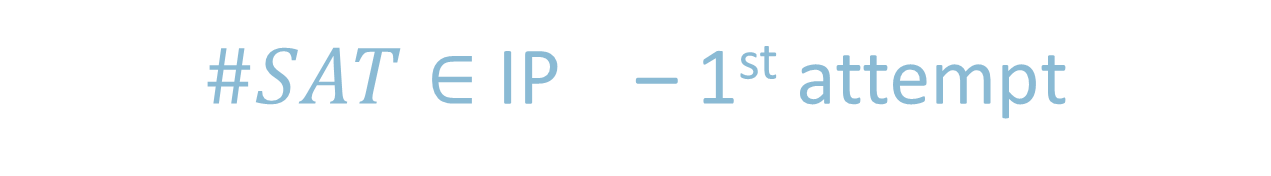 #SAT ∈ IP – 1st attempt